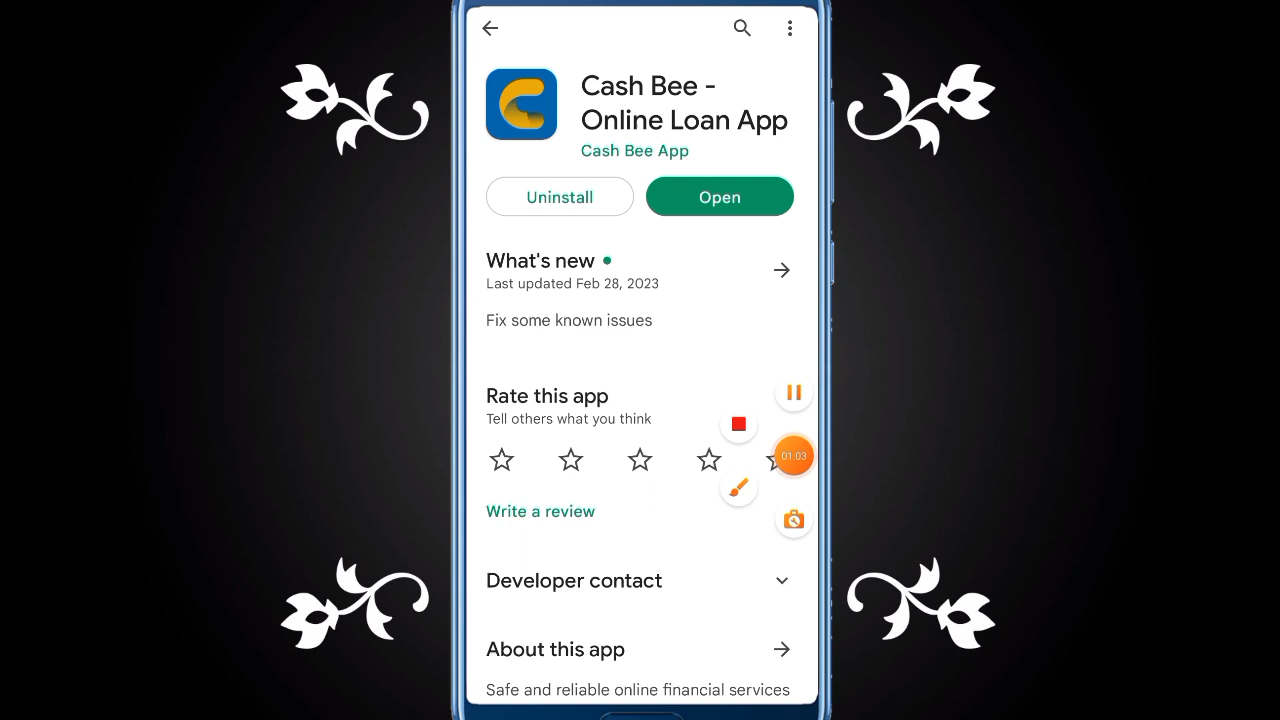 Cash Bee -
Online Loan App
Cash Bee App
Uninstall
Open
What's new
Last updated Feb 28, 2023
Fix some known issues
Rate this app
Tell others what you think
01:03
Write a review
Developer contact
About this app
Safe and reliable online financial services